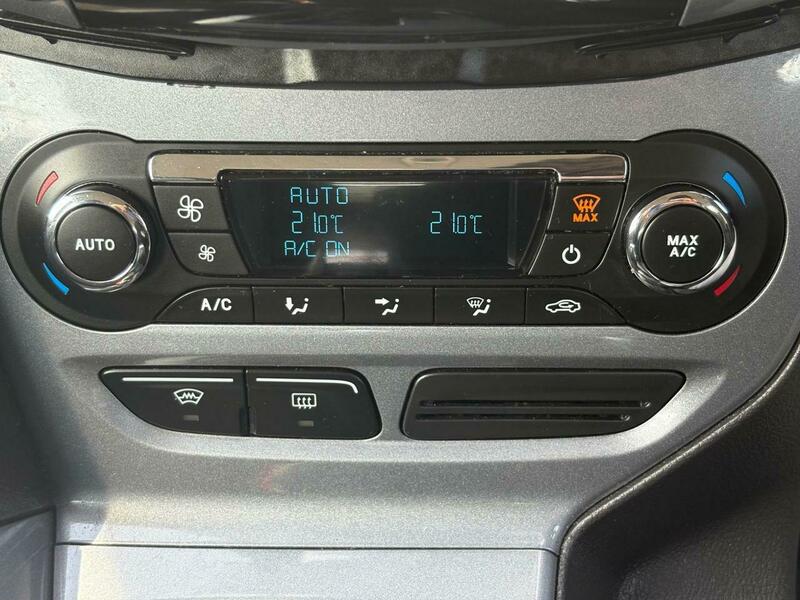 AUTO
21.0°C 21.0°C
A/C ON
MAX
AUTO
MAX
A/C
A/C